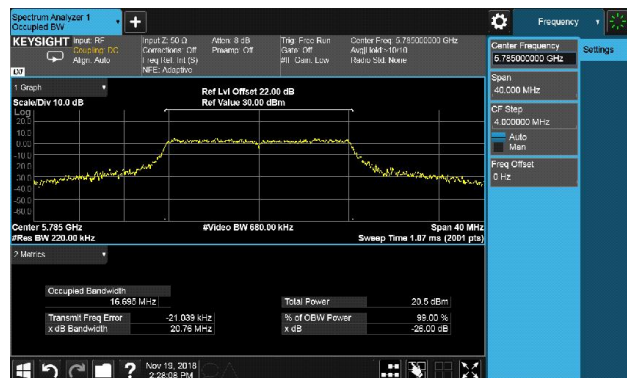 Spectrum Analyzer 1
Occupied BW
Frequency
KEYSIGHT Input: RF
Coupling: DC
Align: Auto
Input Z: 50 Ω
Corrections: Off
Freq Ref: Int (S)
NFE: Adaptive
Atten: 8 dB
Preamp: Off
Trig: Free Run
Gate: Off
#IF Gain: Low
Center Freq: 5.785000000 GHz
Avg|Hold:>10/10
Radio Std: None
LXI
Center Frequency
5.785000000 GHz
Settings
Span
40.000 MHz
CF Step
4.000000 MHz
Auto
Man
Freq Offset
0 Hz
1 Graph
Scale/Div 10.0 dB
Ref Lvl Offset 22.00 dB
Ref Value 30.00 dBm
Log
20.0
10.0
0.00
-10.0
-20.0
-30.0
-40.0
-50.0
-60.0
Center 5.785 GHz
#Video BW 680.00 kHz
Span 40 MHz
#Res BW 220.00 kHz
Sweep Time 1.07 ms (2001 pts)
2 Metrics
Occupied Bandwidth
16.695 MHz
Total Power 20.5 dBm
Transmit Freq Error -21.039 kHz
% of OBW Power 99.00 %
x dB Bandwidth 20.76 MHz
x dB -26.00 dB
Nov 19, 2018
2:28:08 PM